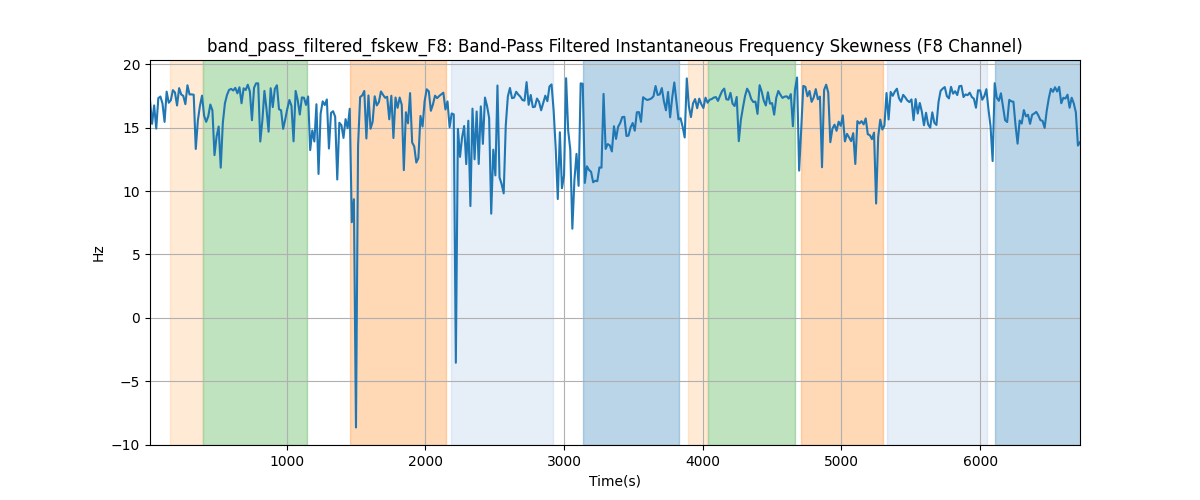 band_pass_filtered_fskew_F8: Band-Pass Filtered Instantaneous Frequency Skewness (F8 Channel)
20
15
10
5
0
−5
−10
Hz
1000 2000 3000 4000 5000 6000
Time(s)